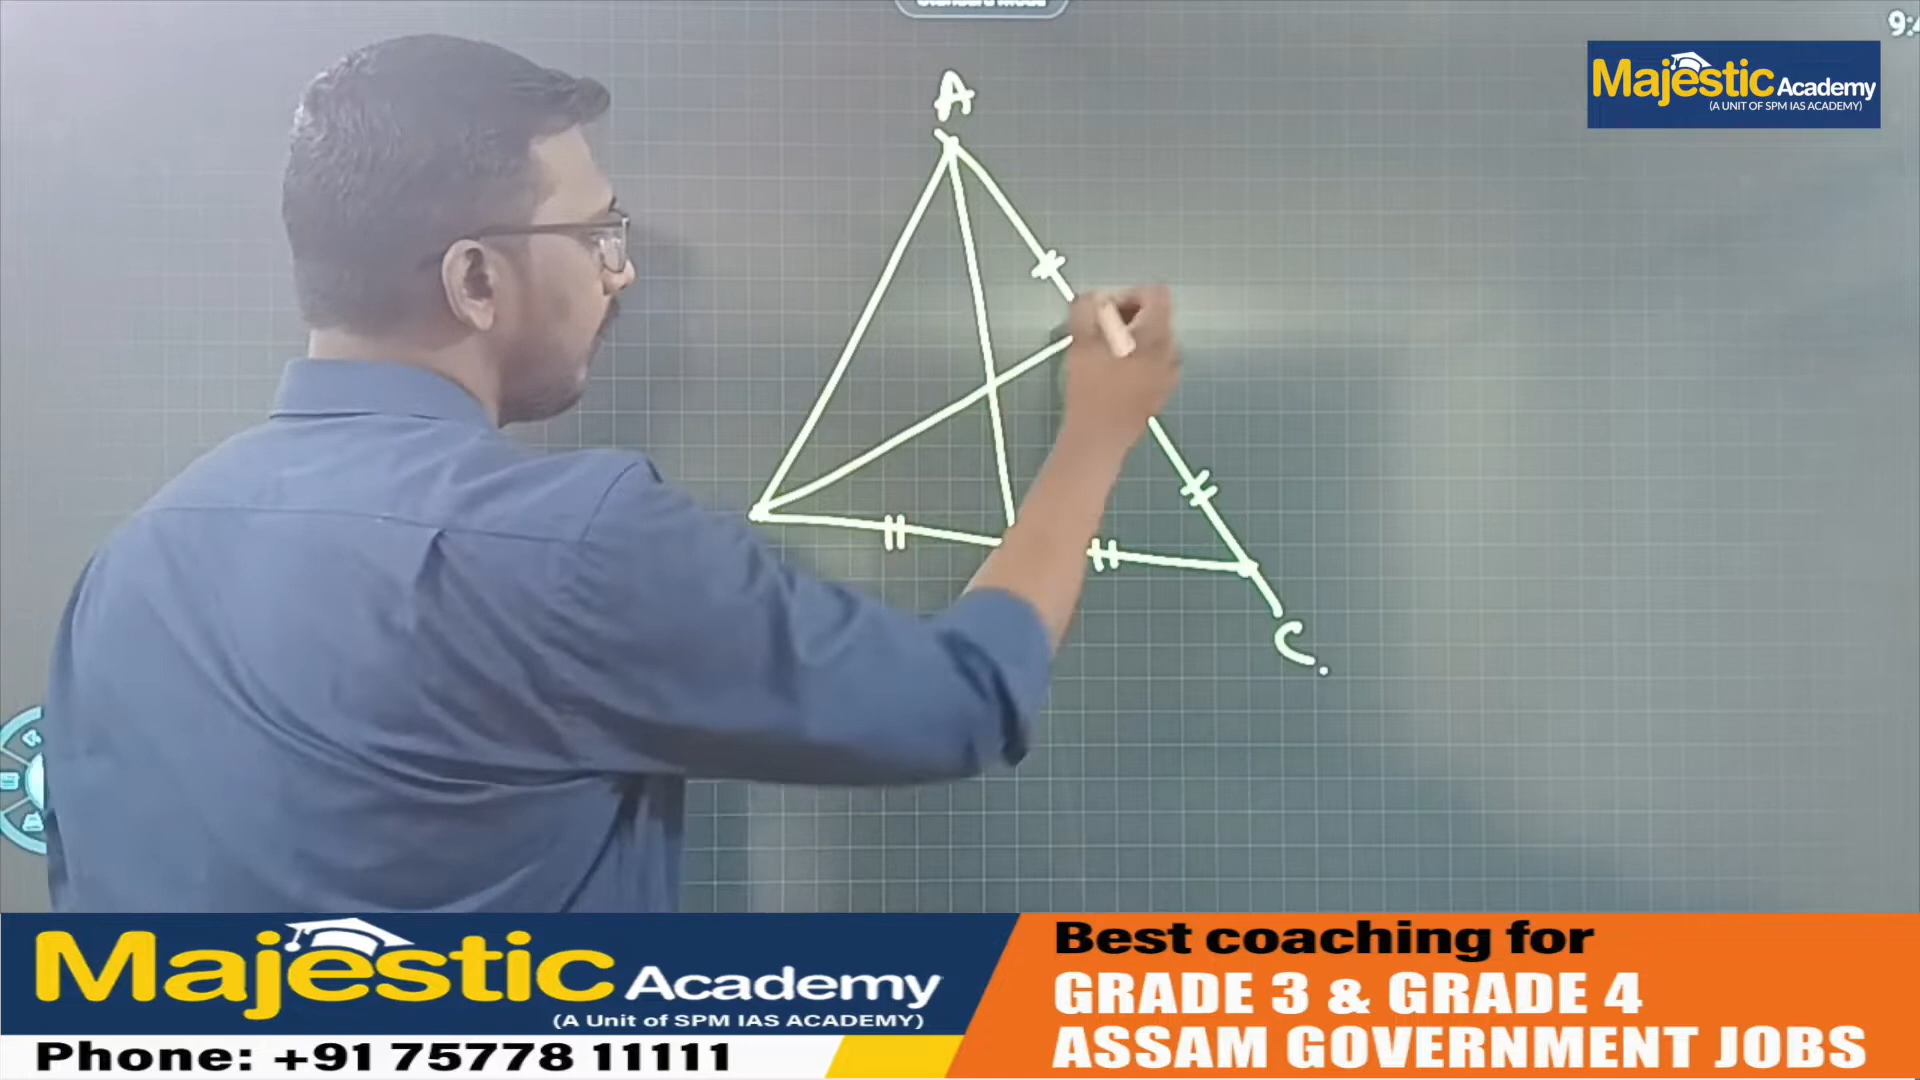 Majestic Academy
(A UNIT OF SPM IAS ACADEMY)
A
C.
Majestic Academy
(A Unit of SPM IAS ACADEMY)
Phone: +91 75778 11111
Best coaching for
GRADE 3 & GRADE 4
ASSAM GOVERNMENT JOBS